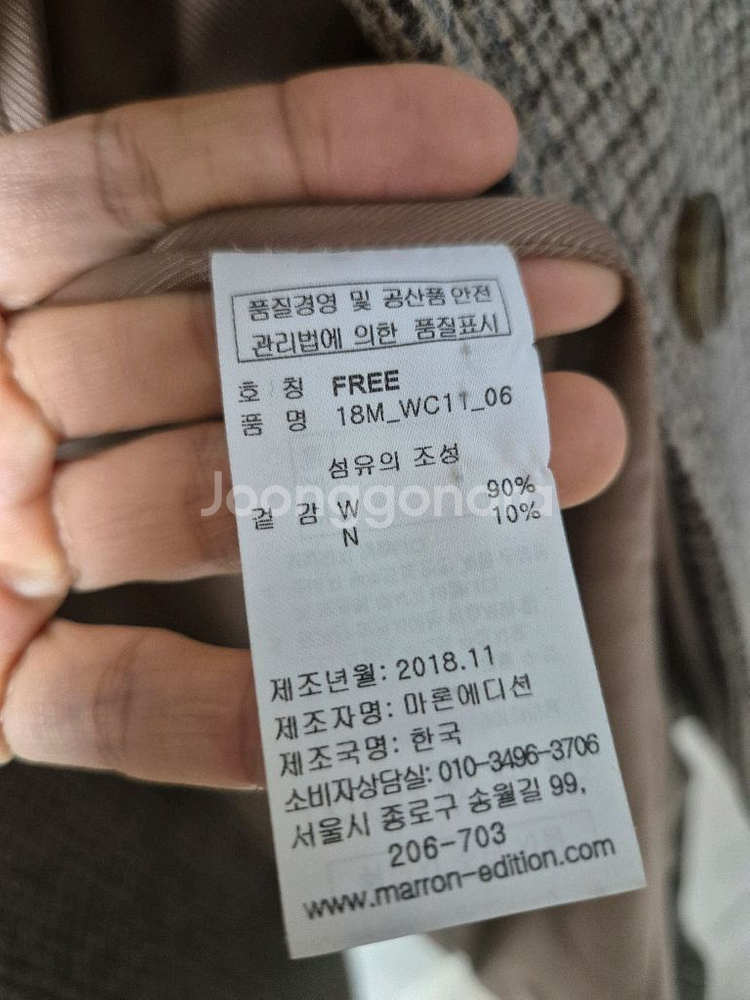 품질경영 및 공산품안전
관리법에 의한 품질표시
호 칭 FREE
품 명 18M_WC11_06
섬유의 조성
겉 감 W 90%
N 10%
제조년월: 2018.11
제조자명: 마론에디션
제조국명: 한국
소비자상담실: 010-3496-3706
서울시 종로구 송월길 99,
206-703
www.marron-edition.com
Joonggonara